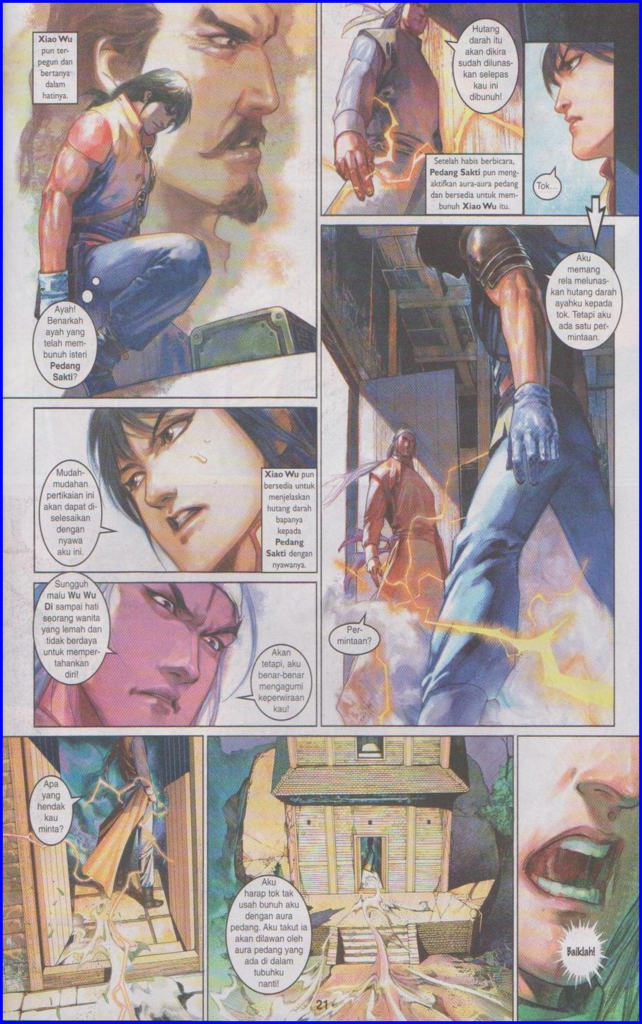 Xiao Wu
pun ter-
pegun dan
bertanya
dalam
hatinya.
Ayah!
Benarkah
ayah yang
telah mem-
bunuh isteri
Pedang
Sakti?
Hutang
darah itu
akan dikira
sudah dilunas-
kan selepas
kau ini
dibunuh!
Setelah habis berbicara,
Pedang Sakti pun meng-
aktifkan aura-aura pedang
dan bersedia untuk mem-
bunuh Xiao Wu itu.
Tok...
Aku
memang
rela melunas-
kan hutang darah
ayahku kepada
tok. Tetapi aku
ada satu per-
mintaan.
Per-
mintaan?
Mudah-
mudahan
pertikaian ini
akan dapat di-
selesaikan
dengan
nyawa
aku ini.
Xiao Wu pun
bersedia untuk
menjelaskan
hutang darah
bapanya
kepada
Pedang
Sakti dengan
nyawanya.
Sungguh
malu Wu Wu
Di sampai hati
seorang wanita
yang lemah dan
tidak berdaya
untuk memper-
tahankan
diri!
Akan
tetapi, aku
benar-benar
mengagumi
keperwiraan
kau!
Apa
yang
hendak
kau
minta?
Aku
harap tok tak
usah bunuh aku
dengan aura
pedang. Aku takut ia
akan dilawan oleh
aura pedang yang
ada di dalam
tubuhku
nanti!
Baiklah!
21